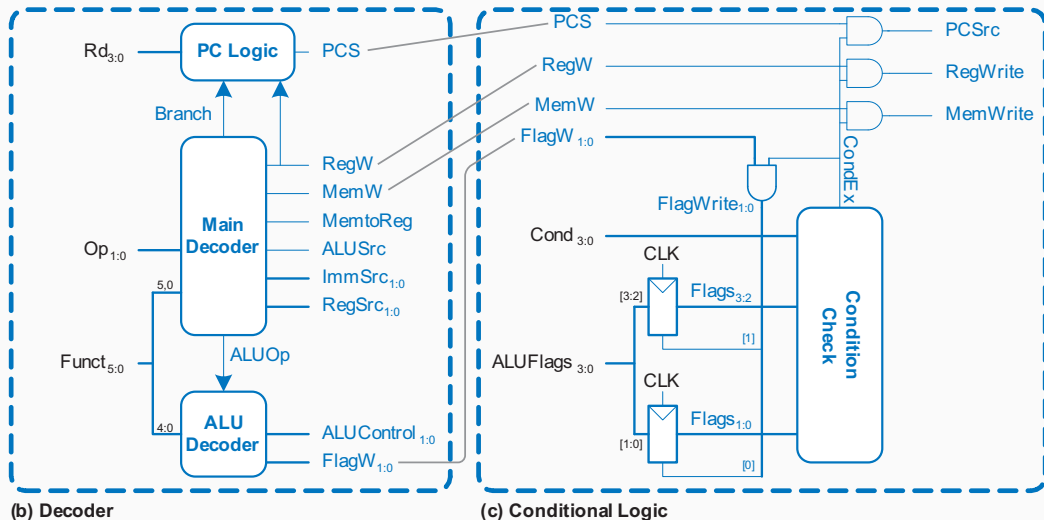 Rd3:0
PC Logic
PCS
Branch
RegW
MemW
MemtoReg
Main
Decoder
Op1:0
ALUSrc
5,0
ImmSrc1:0
RegSrc1:0
ALUOp
Funct5:0
4:0
ALU
Decoder
ALUControl1:0
FlagW1:0
(b) Decoder
PCS
PCSrc
RegW
RegWrite
MemW
MemWrite
FlagW1:0
CondEx
FlagWrite1:0
Cond3:0
CLK
[3:2]
Flags3:2
[1]
Condition
Check
ALUFlags3:0
CLK
Flags1:0
[1:0]
[0]
(c) Conditional Logic